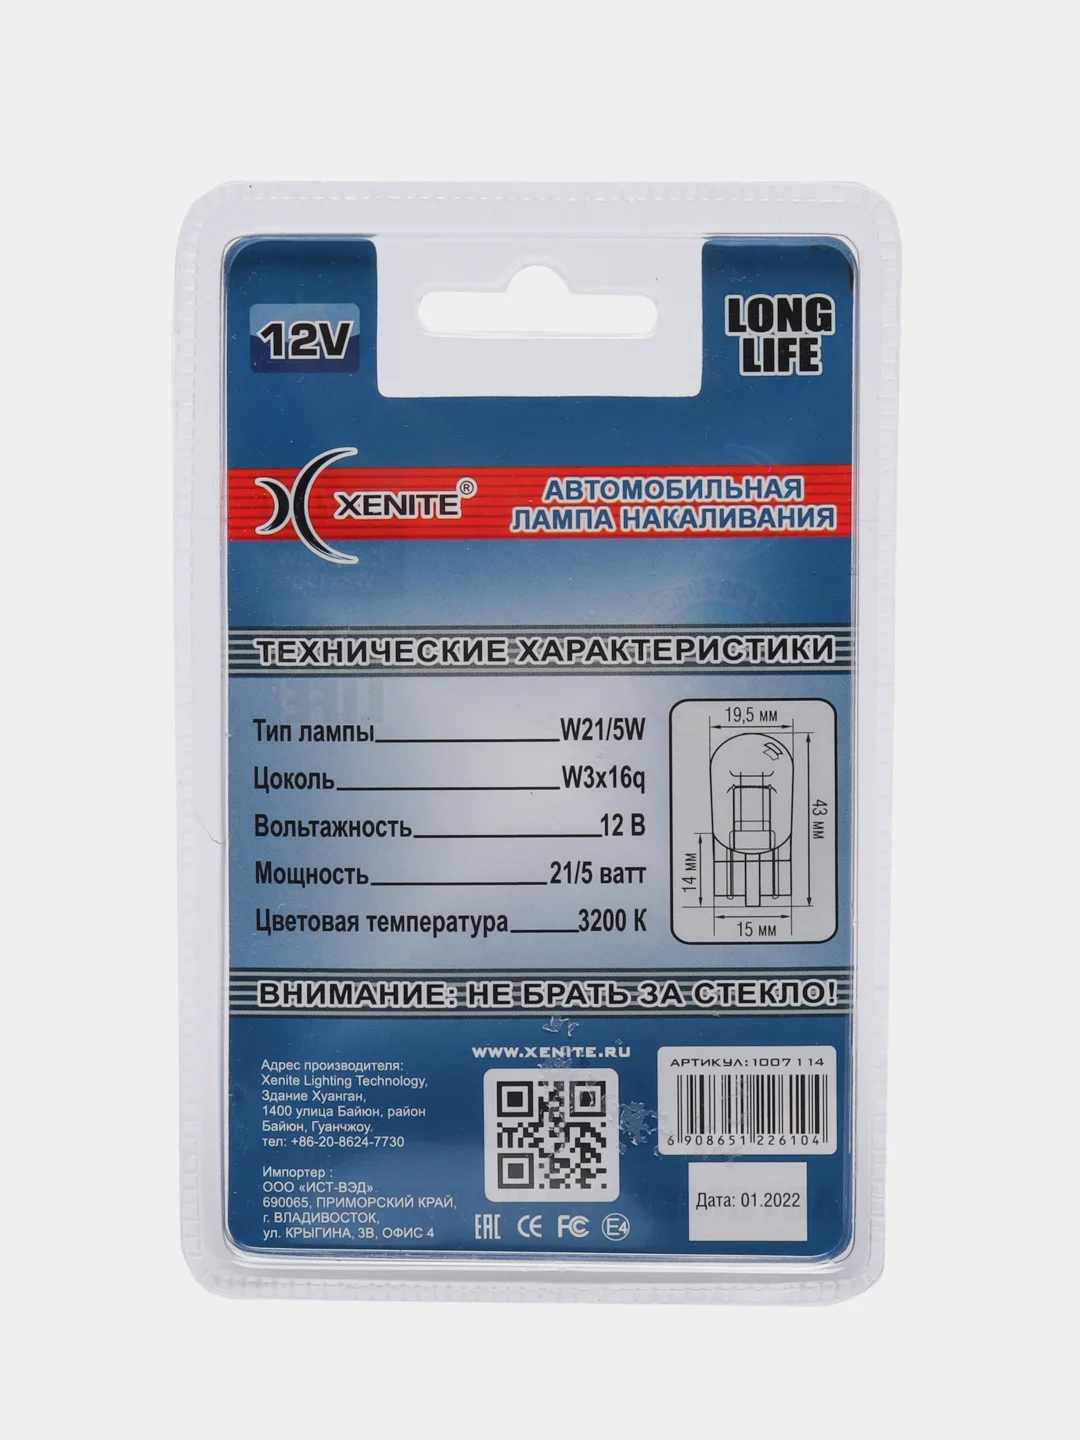 12V
LONG
LIFE
XENITE®
АВТОМОБИЛЬНАЯ
ЛАМПА НАКАЛИВАНИЯ
ТЕХНИЧЕСКИЕ ХАРАКТЕРИСТИКИ
Тип лампы W21/5W
Цоколь W3x16q
Вольтажность 12 В
Мощность 21/5 ватт
Цветовая температура 3200 К
19,5 мм
43 мм
14 мм
15 мм
ВНИМАНИЕ: НЕ БРАТЬ ЗА СТЕКЛО!
Адрес производителя:
Xenite Lighting Technology,
Здание Хуанган,
1400 улица Байюн, район
Байюн, Гуанчжоу.
тел: +86-20-8624-7730
Импортер :
ООО «ИСТ-ВЭД»
690065, ПРИМОРСКИЙ КРАЙ,
г. ВЛАДИВОСТОК,
ул. КРЫГИНА, 3В, ОФИС 4
WWW.XENITE.RU
EAC CE FC E4
АРТИКУЛ:1007114
6 908651 226104
Дата: 01.2022